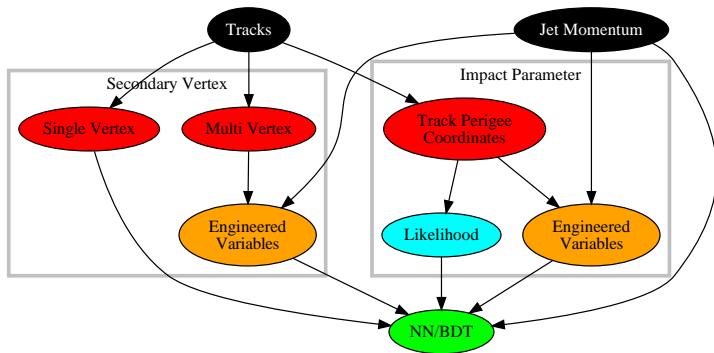 Tracks
Jet Momentum
Secondary Vertex
Impact Parameter
Single Vertex
Multi Vertex
Track Perigee
Coordinates
Engineered
Variables
Likelihood
Engineered
Variables
NN/BDT